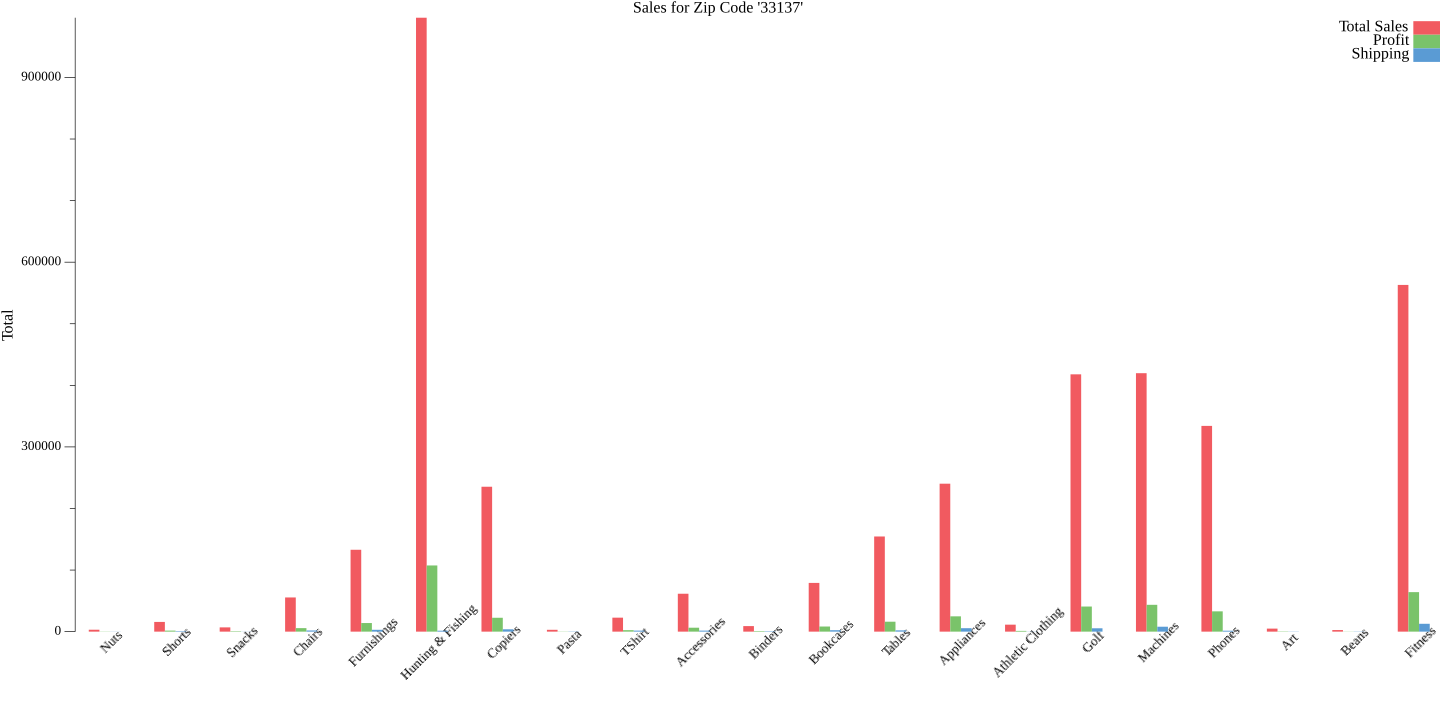 Sales for Zip Code '33137'
Total Sales
Profit
Shipping
900000
600000
300000
0
Total
Nuts
Shorts
Snacks
Chairs
Furnishings
Hunting & Fishing
Copiers
Pasta
TShirt
Accessories
Binders
Bookcases
Tables
Appliances
Athletic Clothing
Golf
Machines
Phones
Art
Beans
Fitness